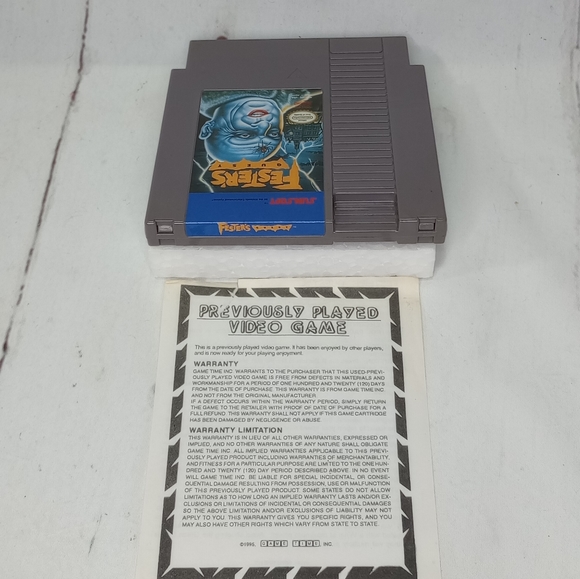 FESTER'S
QUEST
SUNSOFT
FESTER'S QUEST™
PREVIOUSLY PLAYED
VIDEO GAME
This is a previously played video game. It has been enjoyed by other players,
and is now ready for your playing enjoyment.
WARRANTY
GAME TIME INC. WARRANTS TO THE PURCHASER THAT THIS USED PREVI-
OUSLY PLAYED VIDEO GAME IS FREE FROM DEFECTS IN MATERIALS AND
WORKMANSHIP FOR A PERIOD OF ONE HUNDRED AND TWENTY (120) DAYS
FROM THE DATE OF PURCHASE. THIS WARRANTY IS FROM GAME TIME INC.
AND NOT FROM THE ORIGINAL MANUFACTURER.
IF A DEFECT OCCURS WITHIN THE WARRANTY PERIOD, SIMPLY RETURN
THE GAME TO THE RETAILER WITH PROOF OF DATE OF PURCHASE FOR A
FULL REFUND. THIS WARRANTY SHALL NOT APPLY IF THIS GAME CARTRIDGE
HAS BEEN DAMAGED BY NEGLIGENCE OR ABUSE.
WARRANTY LIMITATION
THIS WARRANTY IS IN LIEU OF ALL OTHER WARRANTIES, EXPRESSED OR
IMPLIED, AND NO OTHER WARRANTIES OF ANY NATURE SHALL OBLIGATE
GAME TIME INC. ALL IMPLIED WARRANTIES APPLICABLE TO THIS PREVI-
OUSLY PLAYED PRODUCT INCLUDING WARRANTIES OF MERCHANTABILITY,
AND FITNESS FOR A PARTICULAR PURPOSE ARE LIMITED TO THE ONE HUN-
DRED AND TWENTY (120) DAY PERIOD DESCRIBED ABOVE. IN NO EVENT
WILL GAME TIME INC. BE LIABLE FOR SPECIAL, INCIDENTAL, OR CONSE-
QUENTIAL DAMAGE RESULTING FROM POSSESSION, USE OR MALFUNCTION
OF THIS PREVIOUSLY PLAYED PRODUCT. SOME STATES DO NOT ALLOW
LIMITATIONS AS TO HOW LONG AN IMPLIED WARRANTY LASTS AND/OR EX-
CLUSIONS OR LIMITATIONS OF INCIDENTAL OR CONSEQUENTIAL DAMAGES
SO THE ABOVE LIMITATION AND/OR EXCLUSIONS OF LIABILITY MAY NOT
APPLY TO YOU. THIS WARRANTY GIVES YOU SPECIFIC RIGHTS, AND YOU
MAY ALSO HAVE OTHER RIGHTS WHICH VARY FROM STATE TO STATE.
GAME TIME INC.